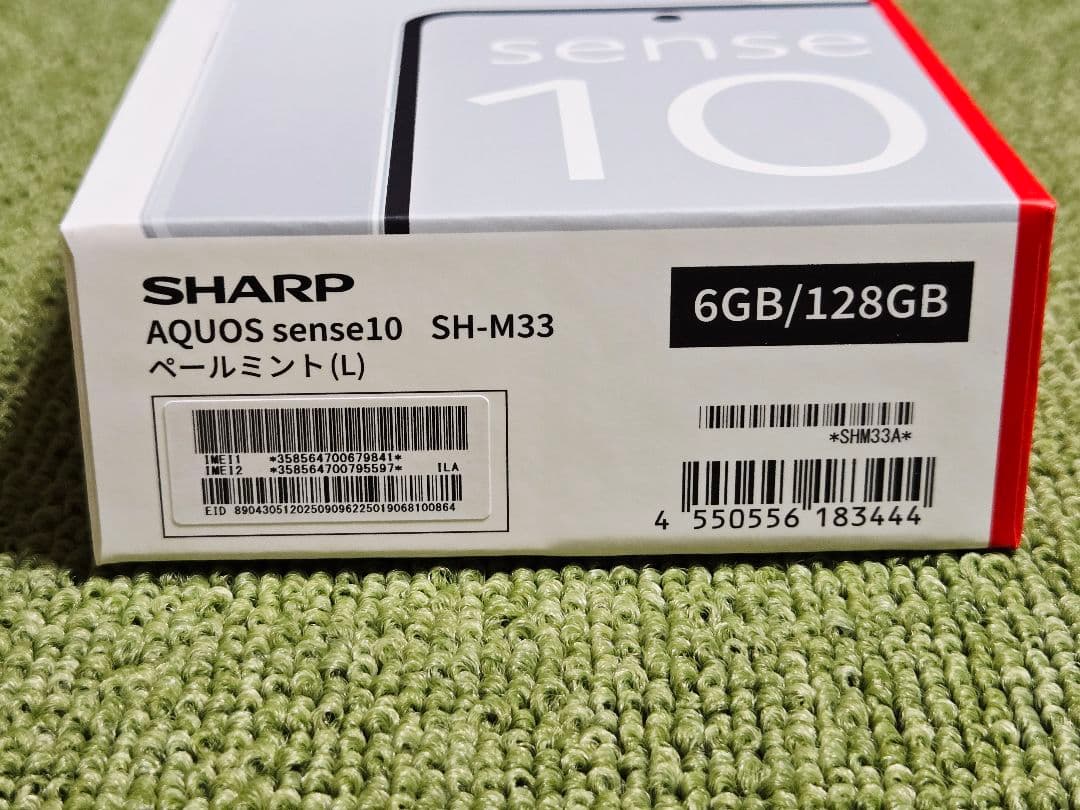 sense
10
SHARP
AQUOS sense10 SH-M33
ペールミント(L)
6GB/128GB
IMEI1 *358564700679841*
IMEI2 *358564700795597* ILA
EID 89043051202509096225019068100864
*SHM33A*
4 550556 183444